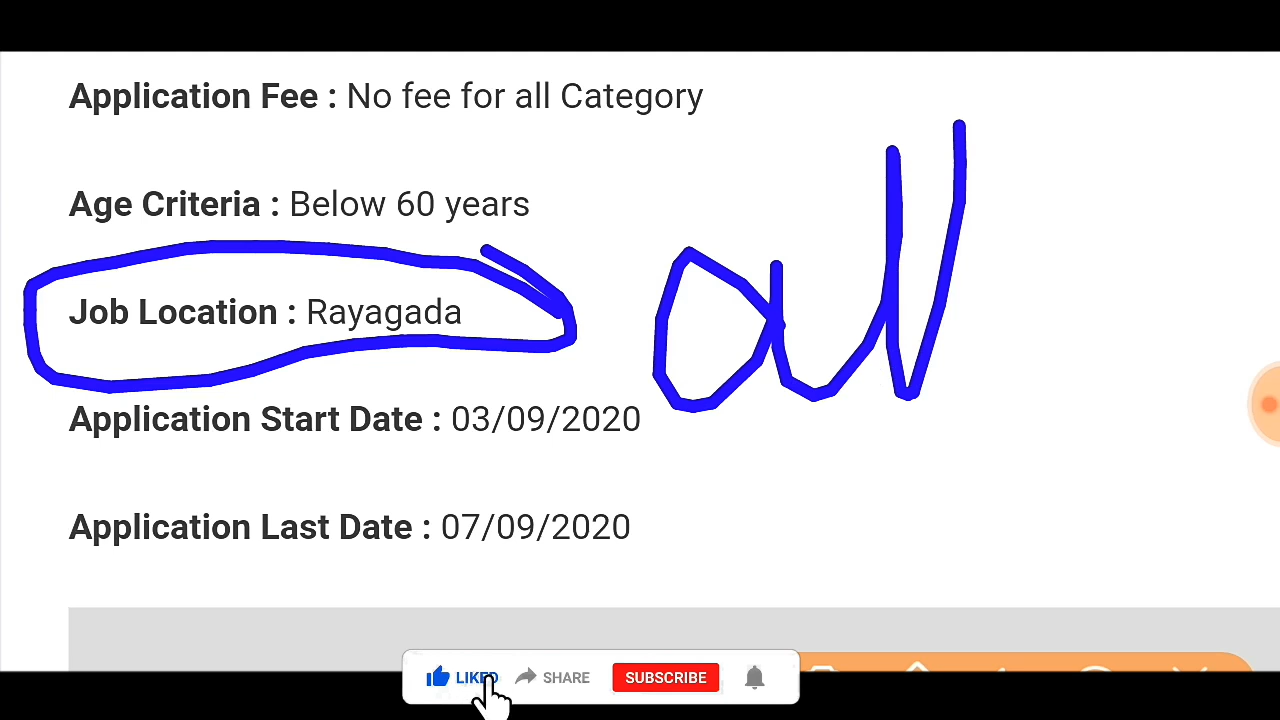 Application Fee : No fee for all Category
Age Criteria : Below 60 years
Job Location : Rayagada
all
Application Start Date : 03/09/2020
Application Last Date : 07/09/2020
LIKED SHARE SUBSCRIBE